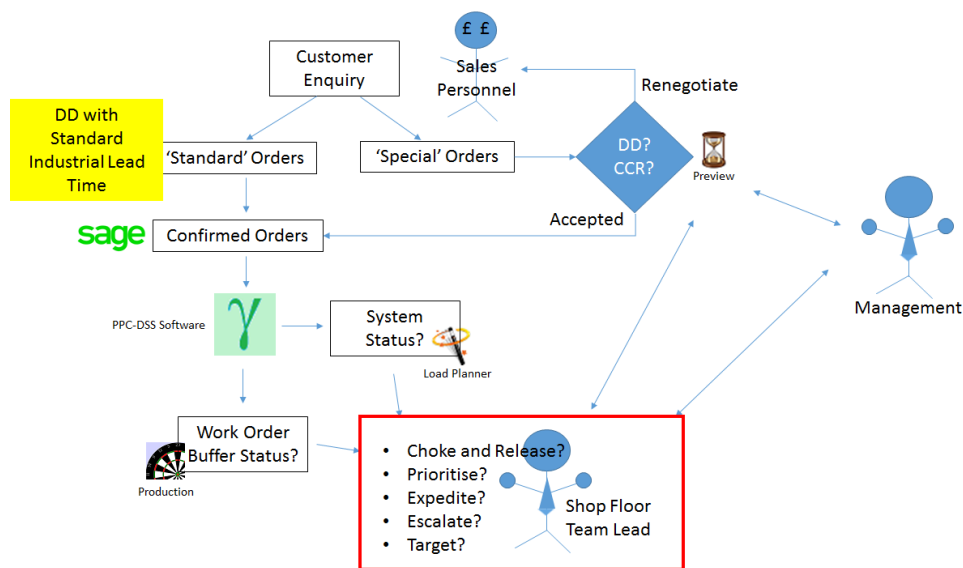 £ £
Customer
Enquiry
Sales
Personnel
Renegotiate
DD with
Standard
Industrial Lead
Time
'Standard' Orders
'Special' Orders
DD?
CCR?
Preview
Accepted
sage
Confirmed Orders
Management
PPC-DSS Software
γ
System
Status?
Load Planner
Work Order
Buffer Status?
Production
• Choke and Release?
• Prioritise?
• Expedite?
• Escalate?
• Target?
Shop Floor
Team Lead